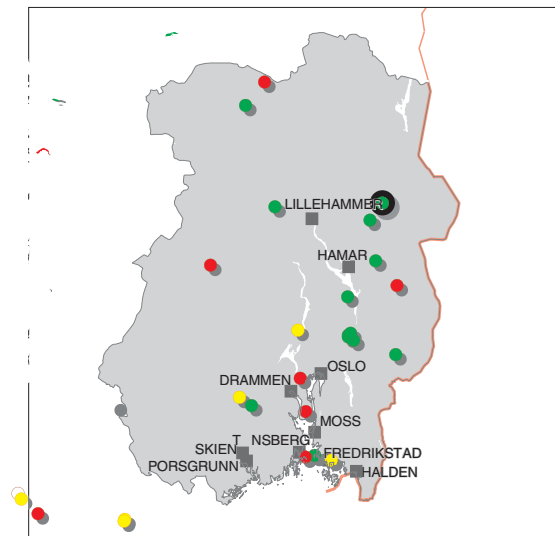 LILLEHAMMER
HAMAR
OSLO
DRAMMEN
MOSS
T NSBERG
SKIEN
FREDRIKSTAD
PORSGRUNN
HALDEN